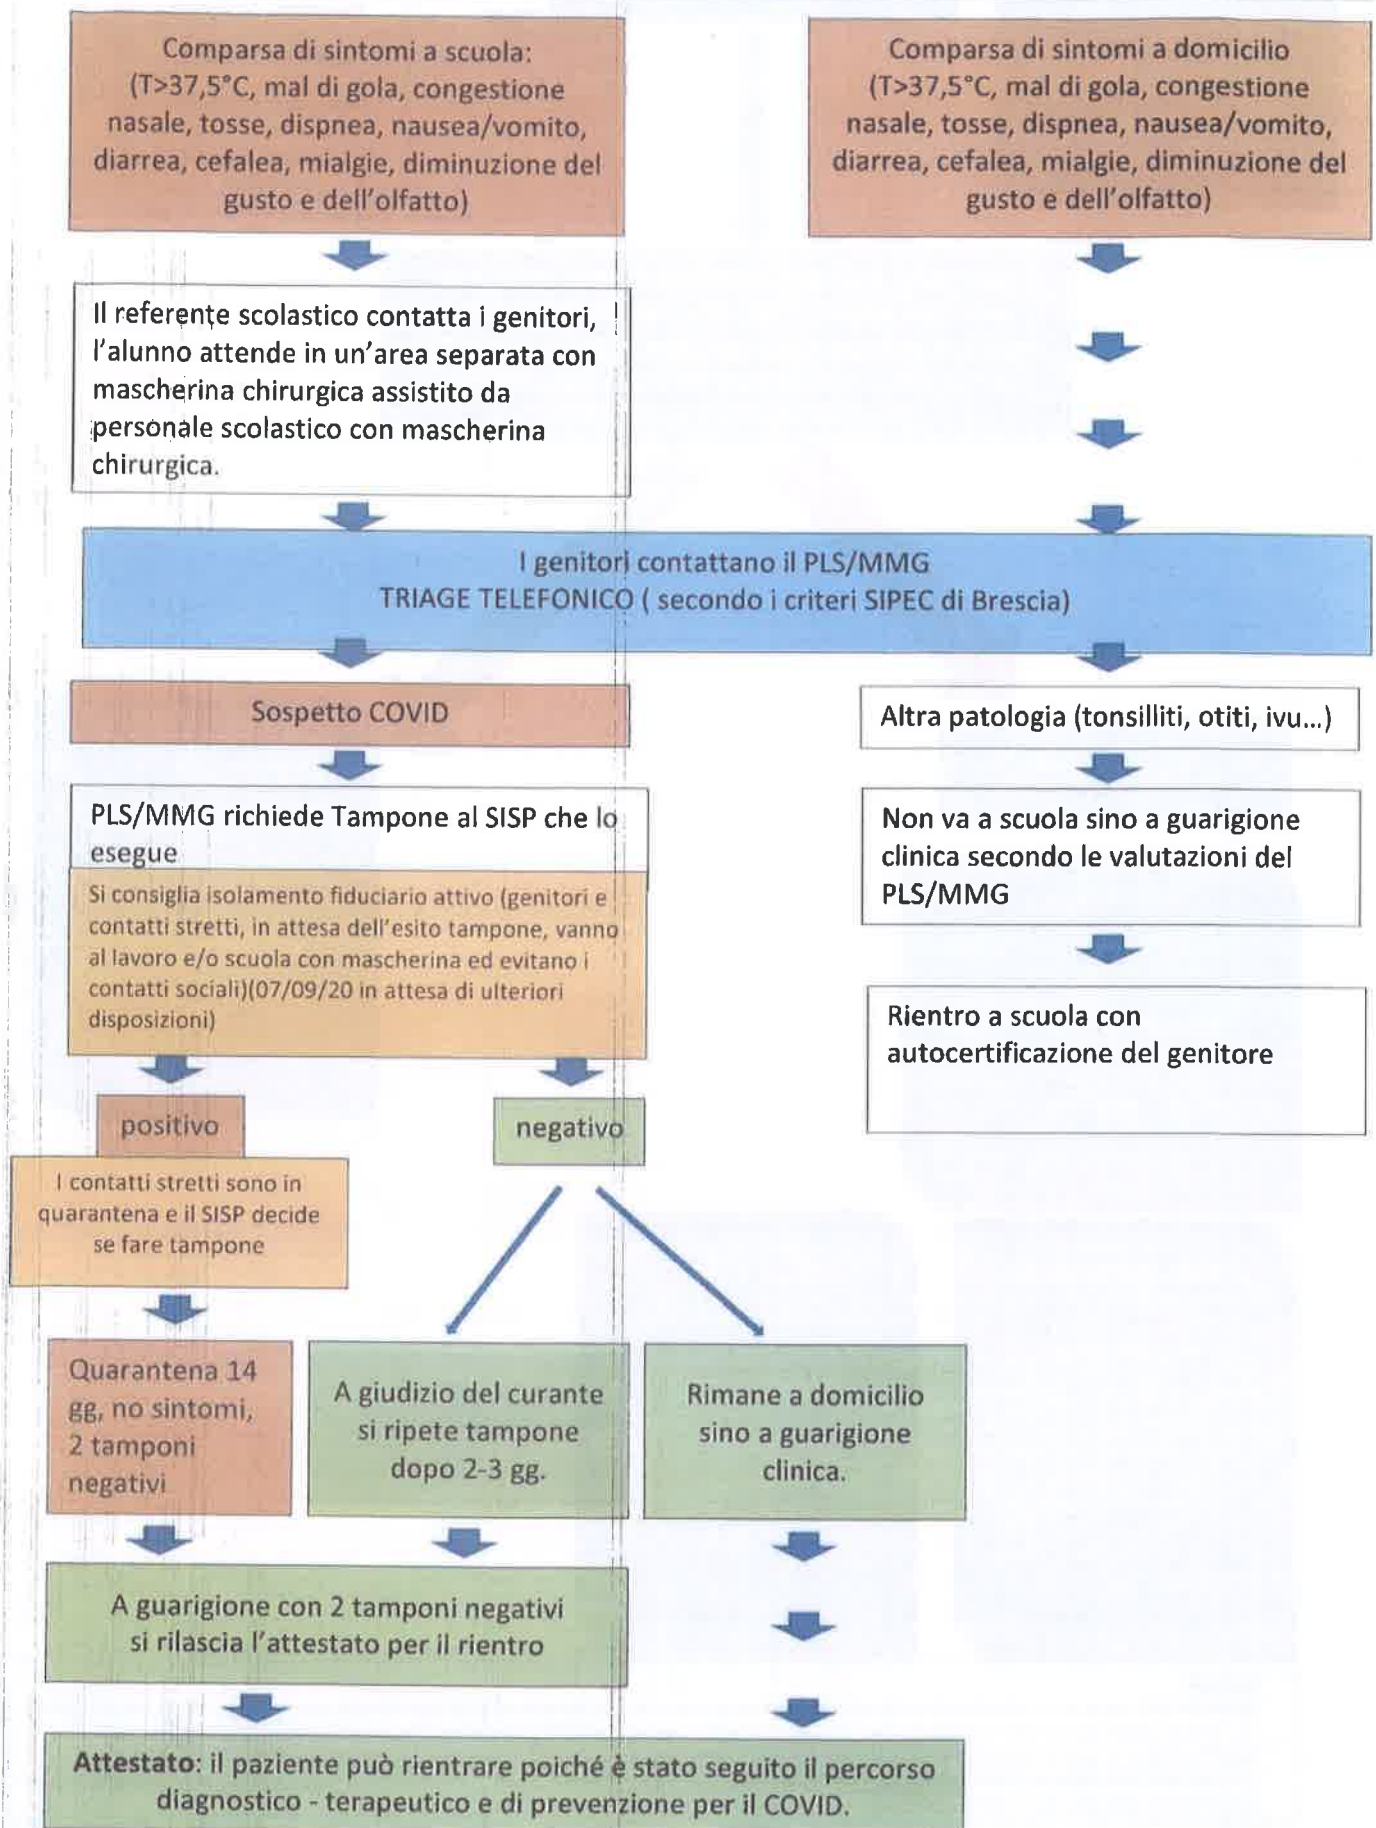 Comparsa di sintomi a scuola:
(T>37,5°C, mal di gola, congestione
nasale, tosse, dispnea, nausea/vomito,
diarrea, cefalea, mialgie, diminuzione del
gusto e dell'olfatto)
Comparsa di sintomi a domicilio
(T>37,5°C, mal di gola, congestione
nasale, tosse, dispnea, nausea/vomito,
diarrea, cefalea, mialgie, diminuzione del
gusto e dell'olfatto)
Il referente scolastico contatta i genitori,
l'alunno attende in un'area separata con
mascherina chirurgica assistito da
personale scolastico con mascherina
chirurgica.
I genitori contattano il PLS/MMG
TRIAGE TELEFONICO ( secondo i criteri SIPEC di Brescia)
Sospetto COVID
Altra patologia (tonsilliti, otiti, ivu...)
PLS/MMG richiede Tampone al SISP che lo
esegue
Si consiglia isolamento fiduciario attivo (genitori e
contatti stretti, in attesa dell'esito tampone, vanno
al lavoro e/o scuola con mascherina ed evitano i
contatti sociali)(07/09/20 in attesa di ulteriori
disposizioni)
Non va a scuola sino a guarigione
clinica secondo le valutazioni del
PLS/MMG
Rientro a scuola con
autocertificazione del genitore
positivo
negativo
I contatti stretti sono in
quarantena e il SISP decide
se fare tampone
Quarantena 14
gg, no sintomi,
2 tamponi
negativi
A giudizio del curante
si ripete tampone
dopo 2-3 gg.
Rimane a domicilio
sino a guarigione
clinica.
A guarigione con 2 tamponi negativi
si rilascia l'attestato per il rientro
Attestato: il paziente può rientrare poiché è stato seguito il percorso
diagnostico - terapeutico e di prevenzione per il COVID.